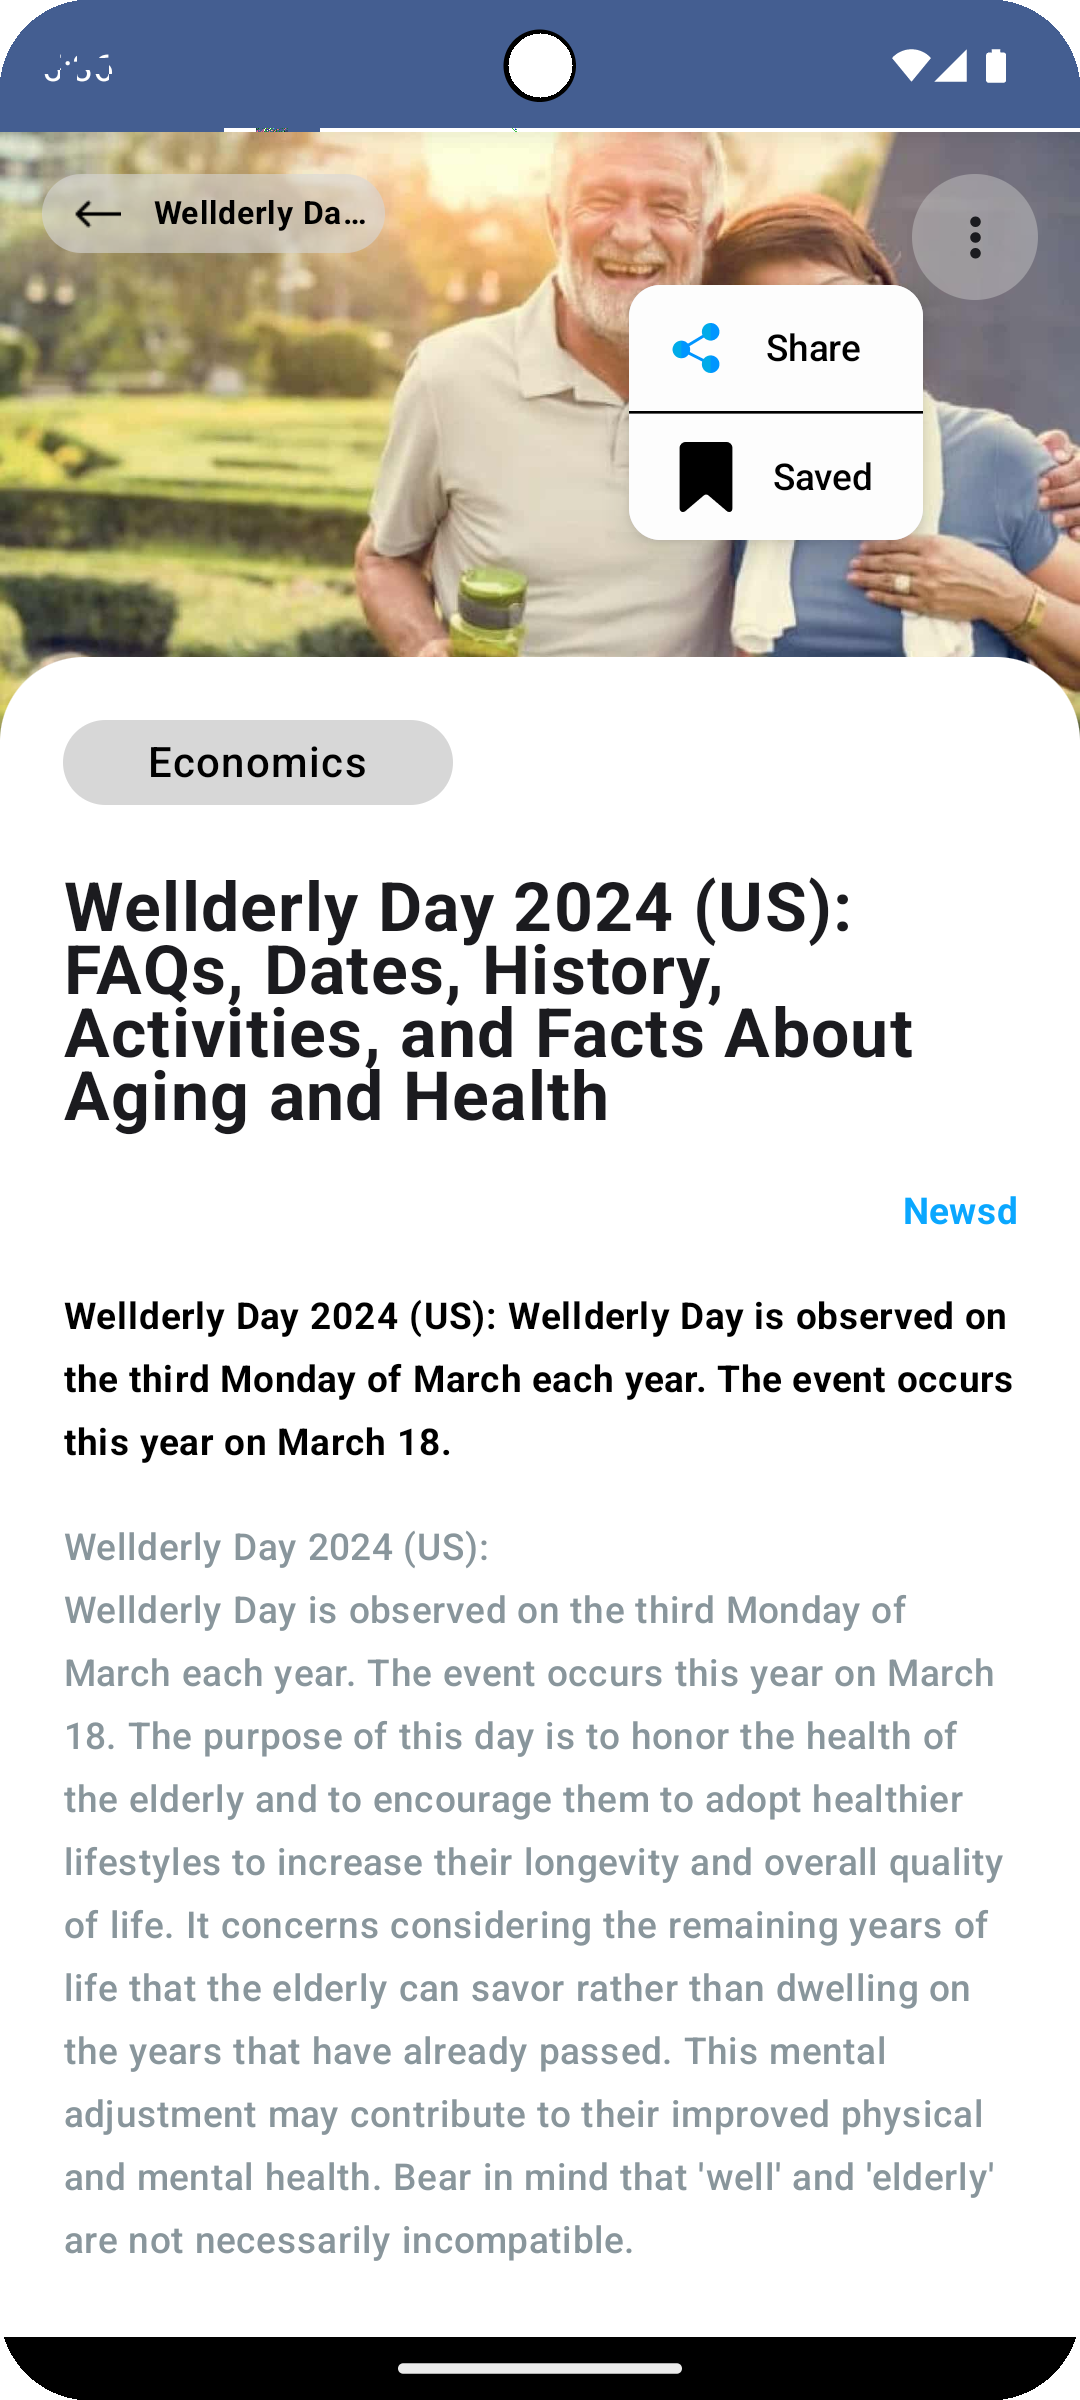 Wellderly Da...
Share
Saved
Economics
Wellderly Day 2024 (US):
FAQs, Dates, History,
Activities, and Facts About
Aging and Health
Newsd
Wellderly Day 2024 (US): Wellderly Day is observed on
the third Monday of March each year. The event occurs
this year on March 18.
Wellderly Day 2024 (US):
Wellderly Day is observed on the third Monday of
March each year. The event occurs this year on March
18. The purpose of this day is to honor the health of
the elderly and to encourage them to adopt healthier
lifestyles to increase their longevity and overall quality
of life. It concerns considering the remaining years of
life that the elderly can savor rather than dwelling on
the years that have already passed. This mental
adjustment may contribute to their improved physical
and mental health. Bear in mind that 'well' and 'elderly'
are not necessarily incompatible.